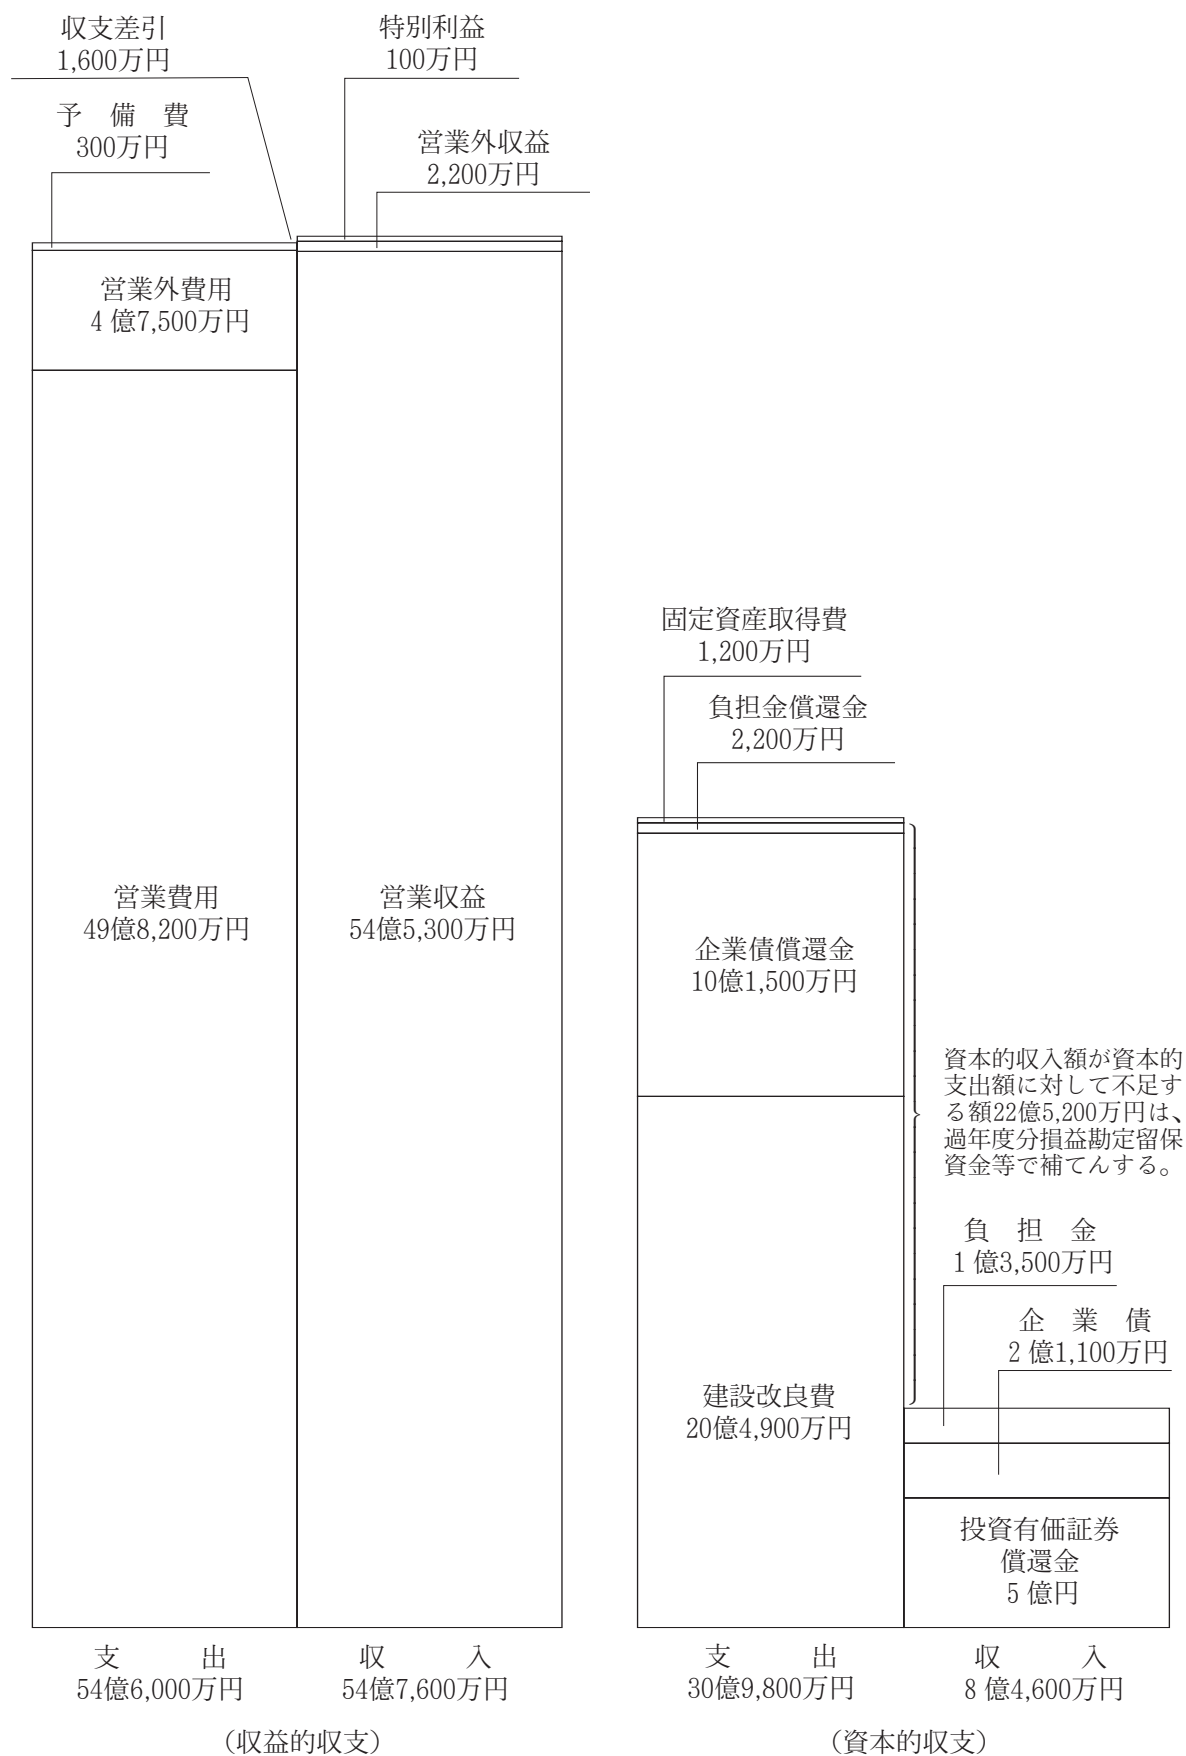 収支差引
1,600万円
予備費
300万円
特別利益
100万円
営業外収益
2,200万円
営業外費用
4億7,500万円
営業費用
49億8,200万円
営業収益
54億5,300万円
支出
54億6,000万円
収入
54億7,600万円
（収益的収支）
固定資産取得費
1,200万円
負担金償還金
2,200万円
企業債償還金
10億1,500万円
建設改良費
20億4,900万円
資本的収入額が資本的
支出額に対して不足す
る額22億5,200万円は、
過年度分損益勘定留保
資金等で補てんする。
負担金
1億3,500万円
企業債
2億1,100万円
投資有価証券
償還金
5億円
支出
30億9,800万円
収入
8億4,600万円
（資本的収支）